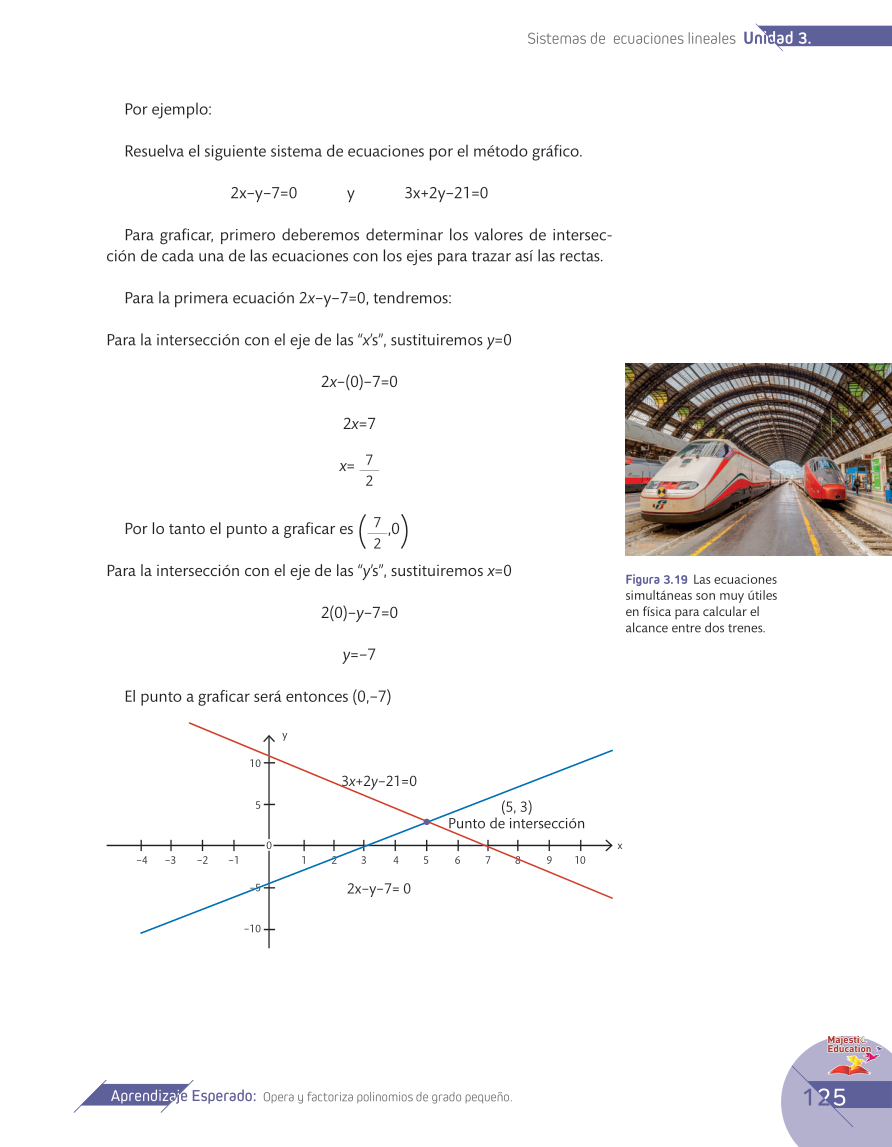 Sistemas de ecuaciones lineales Unidad 3.
Por ejemplo:
Resuelva el siguiente sistema de ecuaciones por el método gráfico.
2x–y–7=0 y 3x+2y–21=0
Para graficar, primero deberemos determinar los valores de intersec-
ción de cada una de las ecuaciones con los ejes para trazar así las rectas.
Para la primera ecuación 2x–y–7=0, tendremos:
Para la intersección con el eje de las “x’s”, sustituiremos y=0
2x–(0)–7=0
2x=7
x= 7/2
Por lo tanto el punto a graficar es (7/2,0)
Para la intersección con el eje de las “y’s”, sustituiremos x=0
2(0)–y–7=0
y=–7
El punto a graficar será entonces (0,–7)
Figura 3.19 Las ecuaciones
simultáneas son muy útiles
en física para calcular el
alcance entre dos trenes.
y
10
3x+2y–21=0
5
(5, 3)
Punto de intersección
0
x
–4 –3 –2 –1 1 2 3 4 5 6 7 8 9 10
–5
2x–y–7= 0
–10
Majestic
Education
Aprendizaje Esperado: Opera y factoriza polinomios de grado pequeño.
125